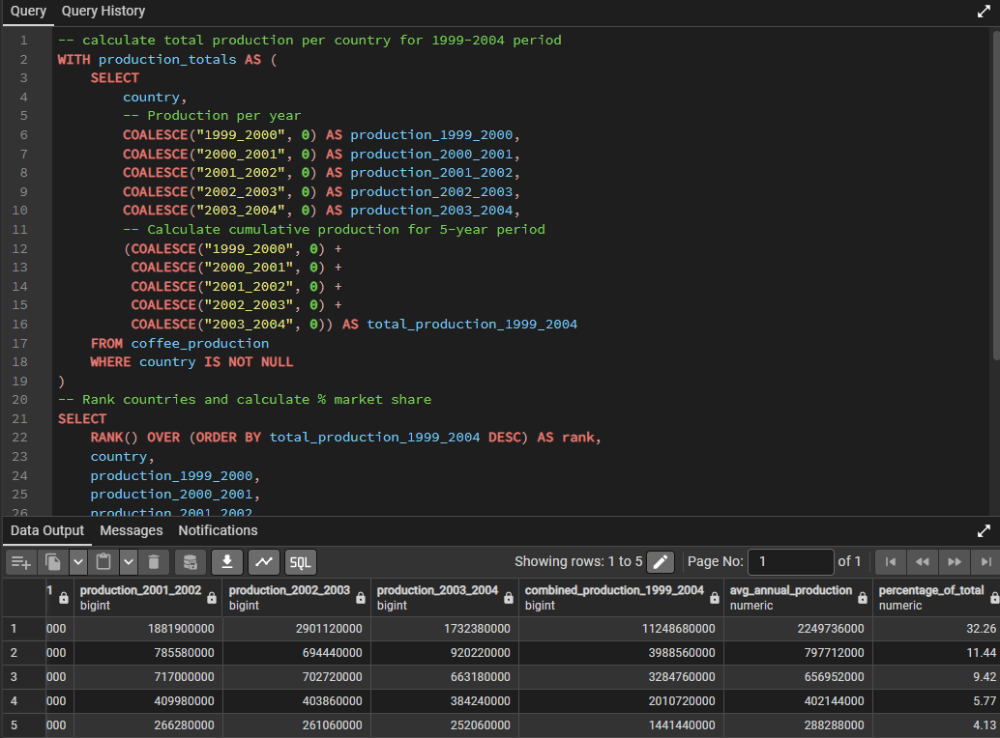 Query Query History
1 -- calculate total production per country for 1999-2004 period
2 WITH production_totals AS (
3 SELECT
4 country,
5 -- Production per year
6 COALESCE("1999_2000", 0) AS production_1999_2000,
7 COALESCE("2000_2001", 0) AS production_2000_2001,
8 COALESCE("2001_2002", 0) AS production_2001_2002,
9 COALESCE("2002_2003", 0) AS production_2002_2003,
10 COALESCE("2003_2004", 0) AS production_2003_2004,
11 -- Calculate cumulative production for 5-year period
12 (COALESCE("1999_2000", 0) +
13 COALESCE("2000_2001", 0) +
14 COALESCE("2001_2002", 0) +
15 COALESCE("2002_2003", 0) +
16 COALESCE("2003_2004", 0)) AS total_production_1999_2004
17 FROM coffee_production
18 WHERE country IS NOT NULL
19 )
20 -- Rank countries and calculate % market share
21 SELECT
22 RANK() OVER (ORDER BY total_production_1999_2004 DESC) AS rank,
23 country,
24 production_1999_2000,
25 production_2000_2001,
26 production_2001_2002
Data Output Messages Notifications
SQL Showing rows: 1 to 5 Page No: 1 of 1
1 production_2001_2002 production_2002_2003 production_2003_2004 combined_production_1999_2004 avg_annual_production percentage_of_total
bigint bigint bigint bigint numeric numeric
1 000 1881900000 2901120000 1732380000 11248680000 2249736000 32.26
2 000 785580000 694440000 920220000 3988560000 797712000 11.44
3 000 717000000 702720000 663180000 3284760000 656952000 9.42
4 000 409980000 403860000 384240000 2010720000 402144000 5.77
5 000 266280000 261060000 252060000 1441440000 288288000 4.13